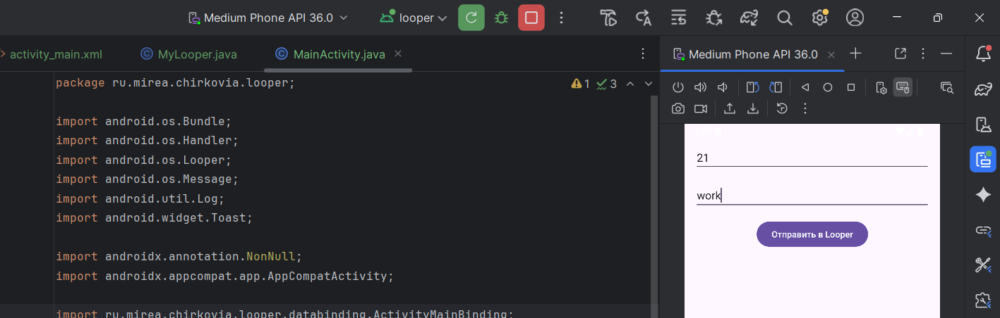 Medium Phone API 36.0
looper
activity_main.xml
MyLooper.java
MainActivity.java
Medium Phone API 36.0
package ru.mirea.chirkovia.looper;
1
3
import android.os.Bundle;
import android.os.Handler;
import android.os.Looper;
import android.os.Message;
import android.util.Log;
import android.widget.Toast;
import androidx.annotation.NonNull;
import androidx.appcompat.app.AppCompatActivity;
import ru.mirea.chirkovia.looper.databinding.ActivityMainBinding;
21
work
Отправить в Looper